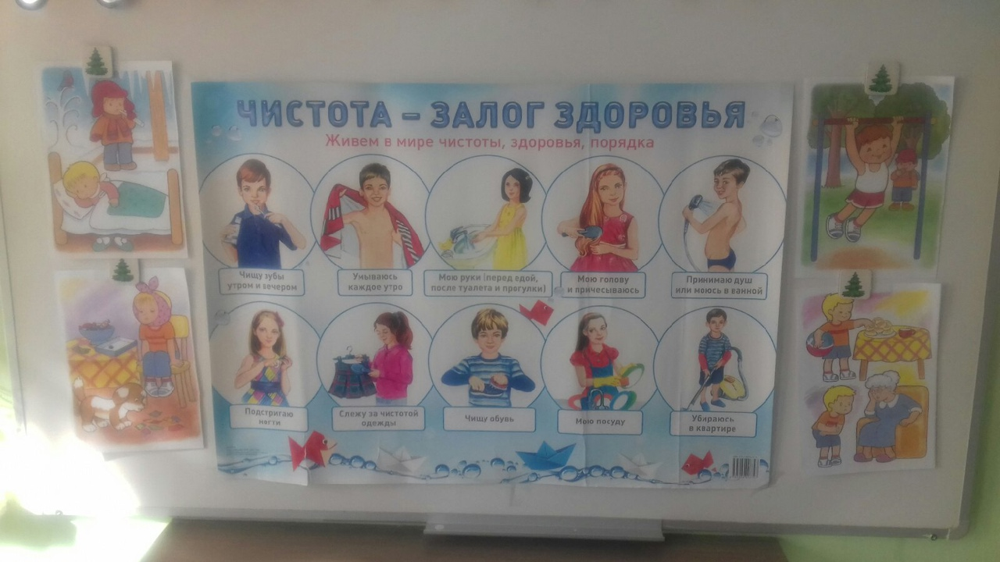 ЧИСТОТА – ЗАЛОГ ЗДОРОВЬЯ
Живем в мире чистоты, здоровья, порядка
Чищу зубы
утром и вечером
Умываюсь
каждое утро
Мою руки (перед едой,
после туалета и прогулки)
Мою голову
и причесываюсь
Принимаю душ
или моюсь в ванной
Подстригаю
ногти
Слежу за чистотой
одежды
Чищу обувь
Мою посуду
Убираюсь
в квартире